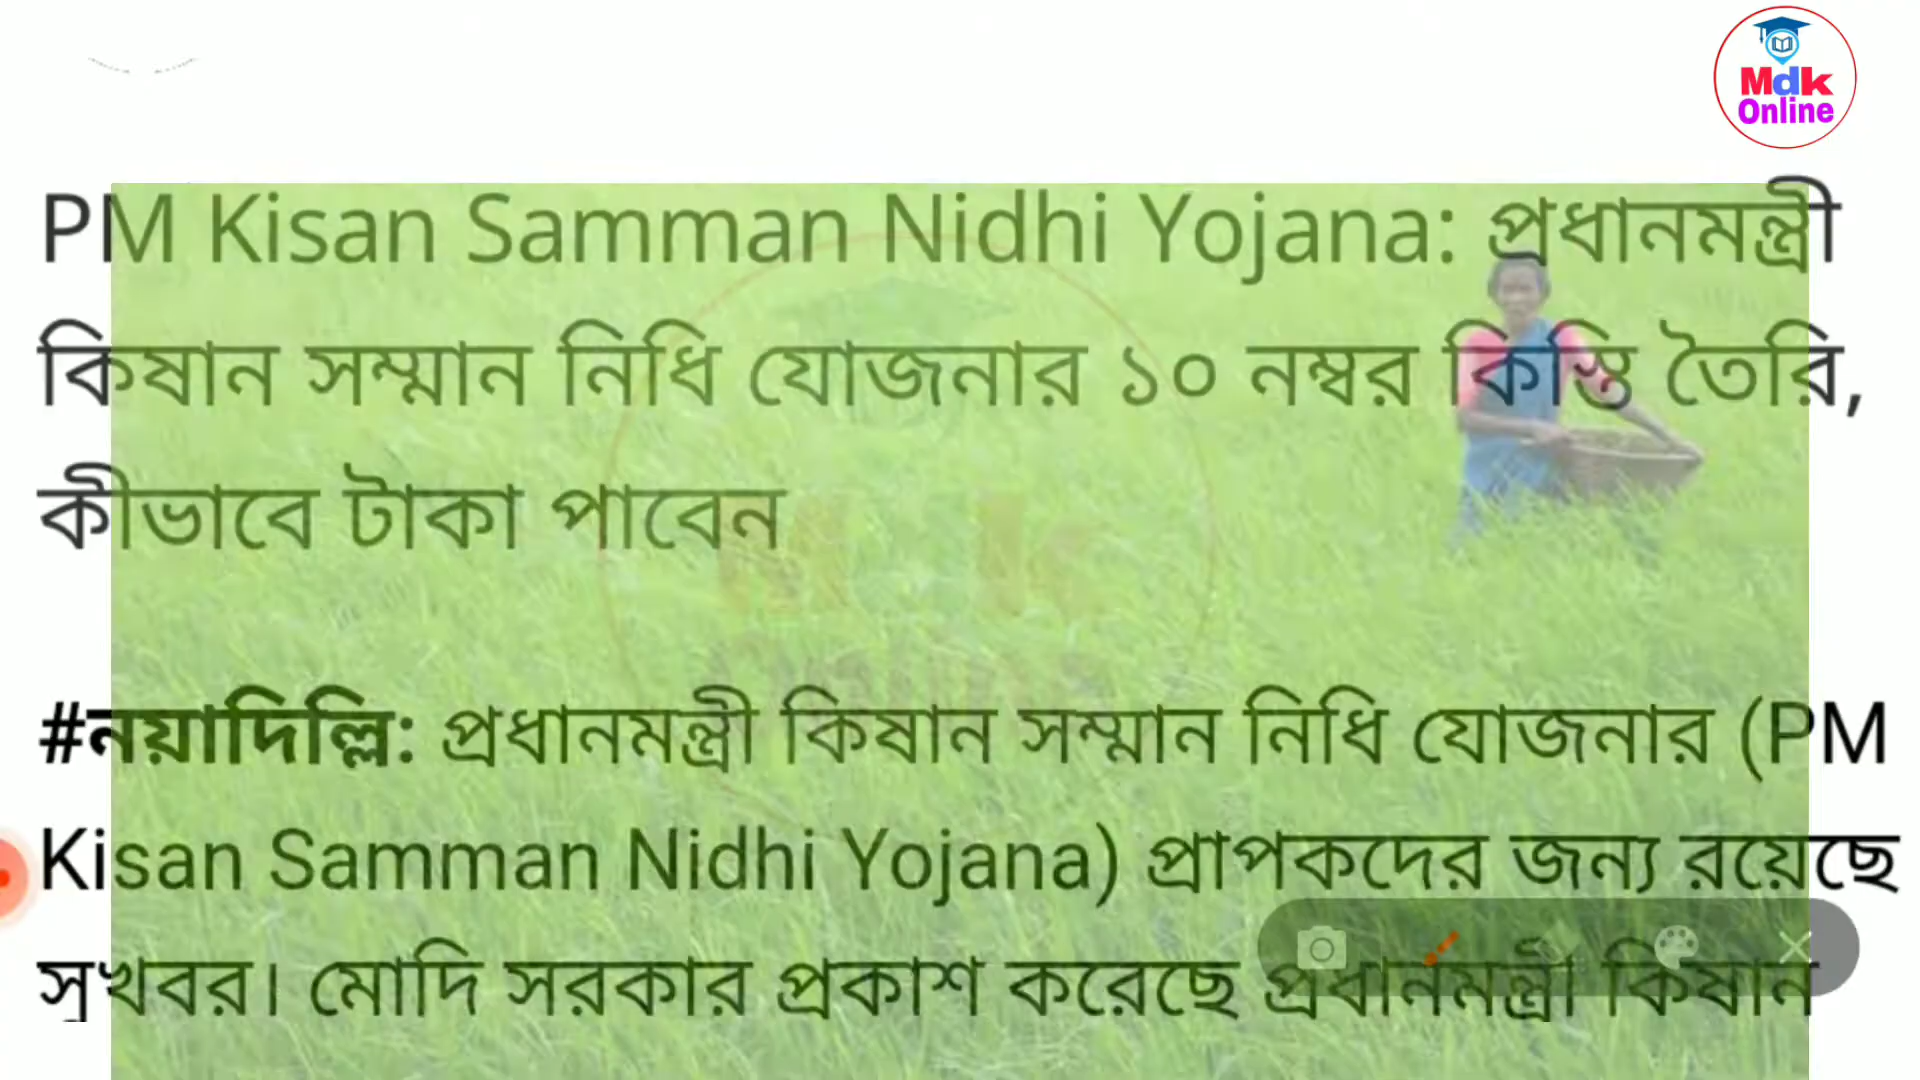 Mdk
Online
PM Kisan Samman Nidhi Yojana: প্রধানমন্ত্রী
কিষান সম্মান নিধি যোজনার ১০ নম্বর কিস্তি তৈরি,
কীভাবে টাকা পাবেন
#নয়াদিল্লি: প্রধানমন্ত্রী কিষান সম্মান নিধি যোজনার (PM
Kisan Samman Nidhi Yojana) প্রাপকদের জন্য রয়েছে
সুখবর। মোদি সরকার প্রকাশ করেছে প্রধানমন্ত্রী কিষান